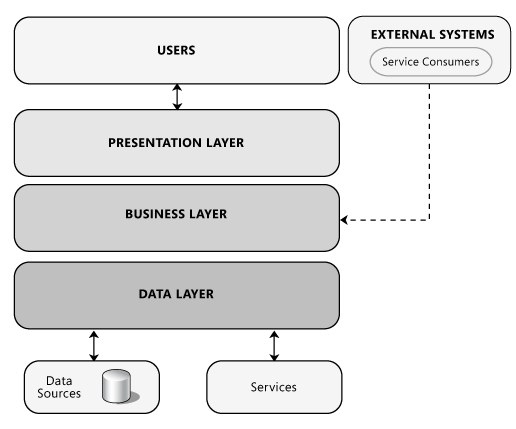 USERS
EXTERNAL SYSTEMS
Service Consumers
PRESENTATION LAYER
BUSINESS LAYER
DATA LAYER
Data
Sources
Services